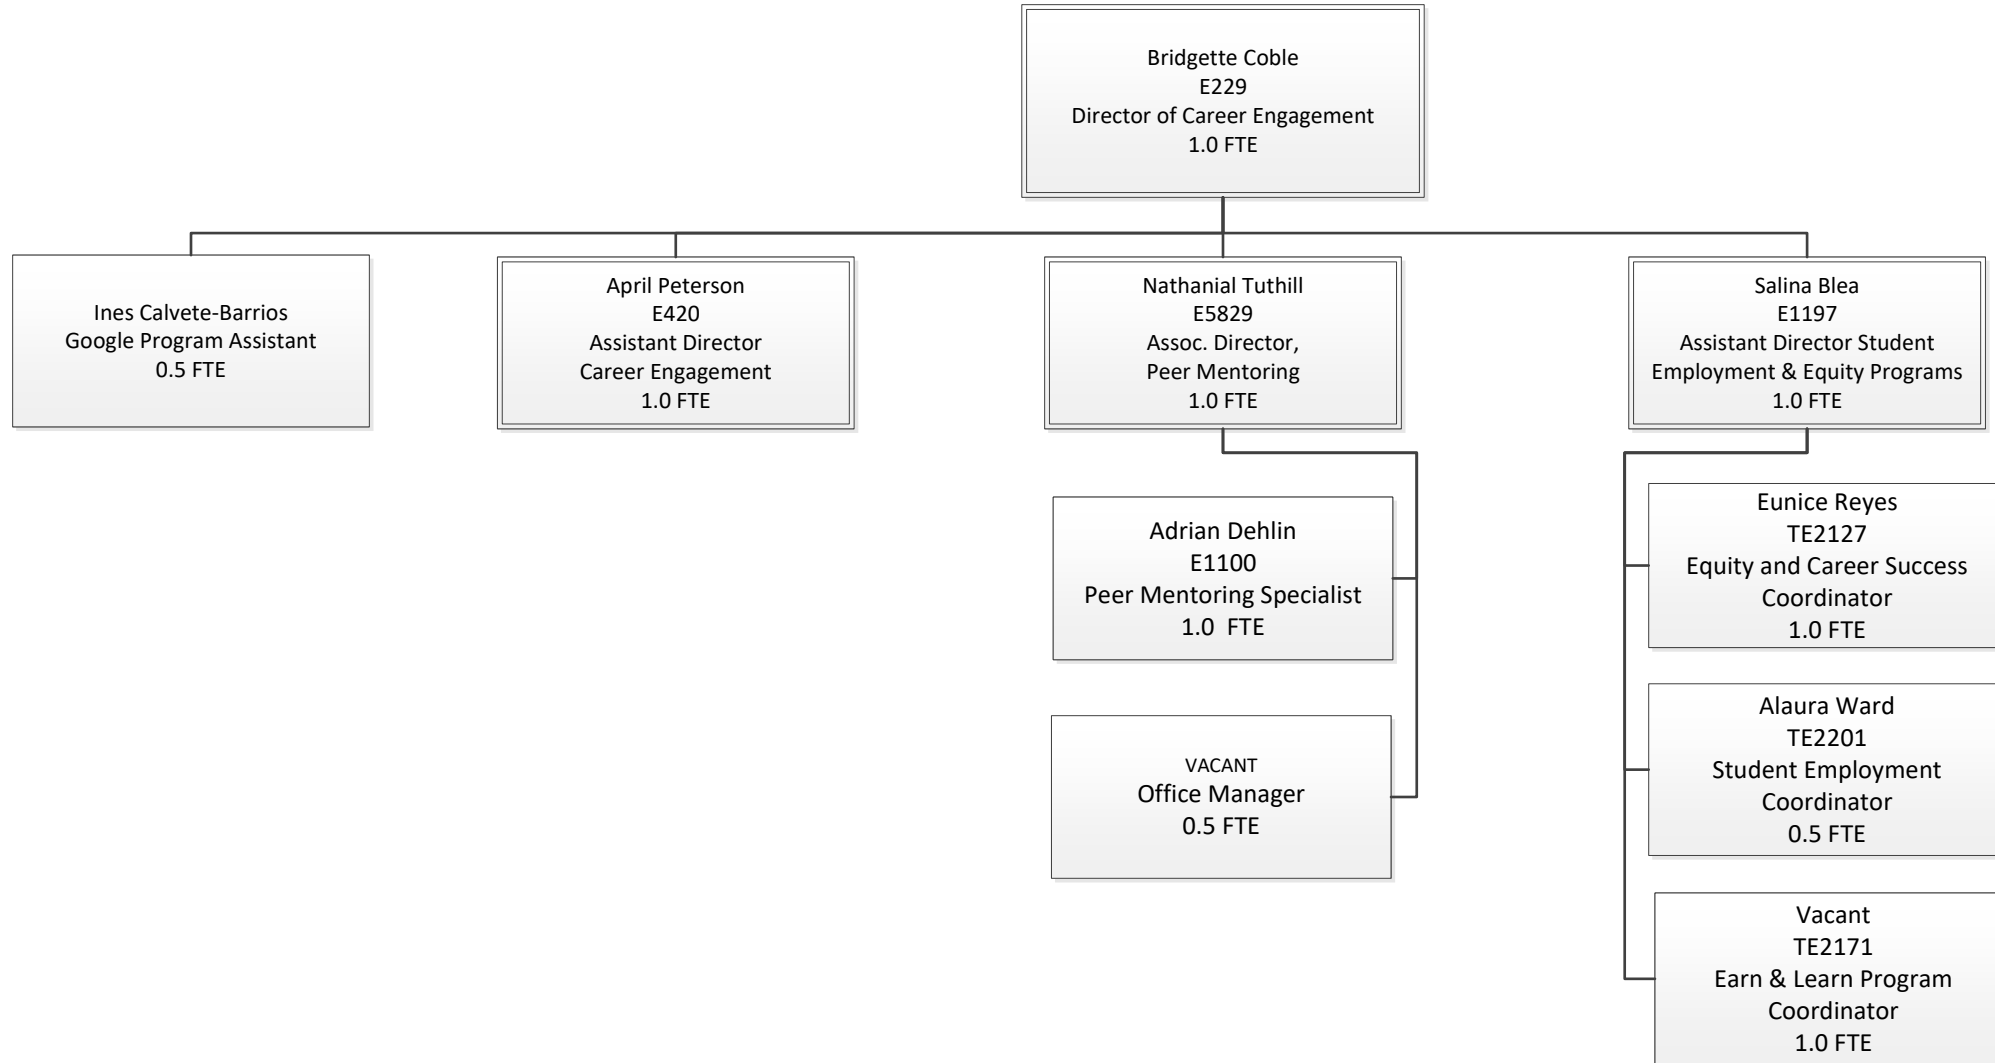 Bridgette Coble
E229
Director of Career Engagement
1.0 FTE
Ines Calvete-Barrios
Google Program Assistant
0.5 FTE
April Peterson
E420
Assistant Director
Career Engagement
1.0 FTE
Nathanial Tuthill
E5829
Assoc. Director,
Peer Mentoring
1.0 FTE
Salina Blea
E1197
Assistant Director Student
Employment & Equity Programs
1.0 FTE
Adrian Dehlin
E1100
Peer Mentoring Specialist
1.0  FTE
VACANT
Office Manager
0.5 FTE
Eunice Reyes
TE2127
Equity and Career Success
Coordinator
1.0 FTE
Alaura Ward
TE2201
Student Employment
Coordinator
0.5 FTE
Vacant
TE2171
Earn & Learn Program
Coordinator
1.0 FTE